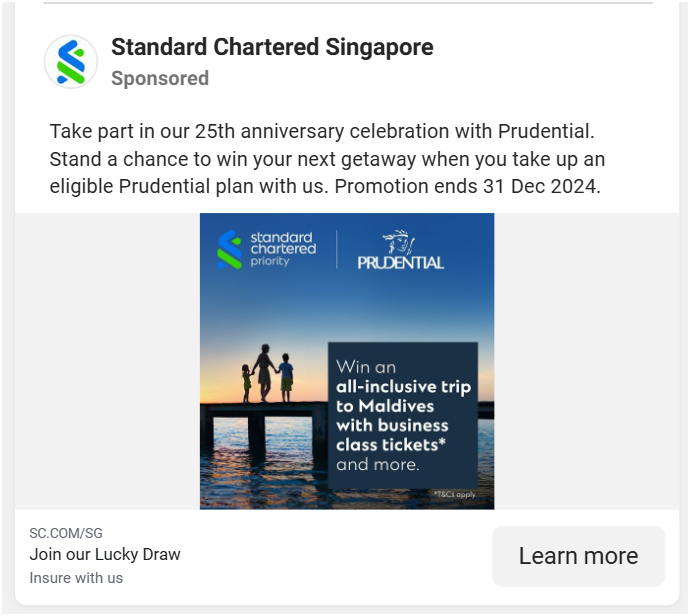 Standard Chartered Singapore
Sponsored
Take part in our 25th anniversary celebration with Prudential.
Stand a chance to win your next getaway when you take up an
eligible Prudential plan with us. Promotion ends 31 Dec 2024.
standard
chartered
priority
PRUDENTIAL
Win an
all-inclusive trip
to Maldives
with business
class tickets*
and more.
*T&Cs apply
SC.COM/SG
Join our Lucky Draw
Insure with us
Learn more